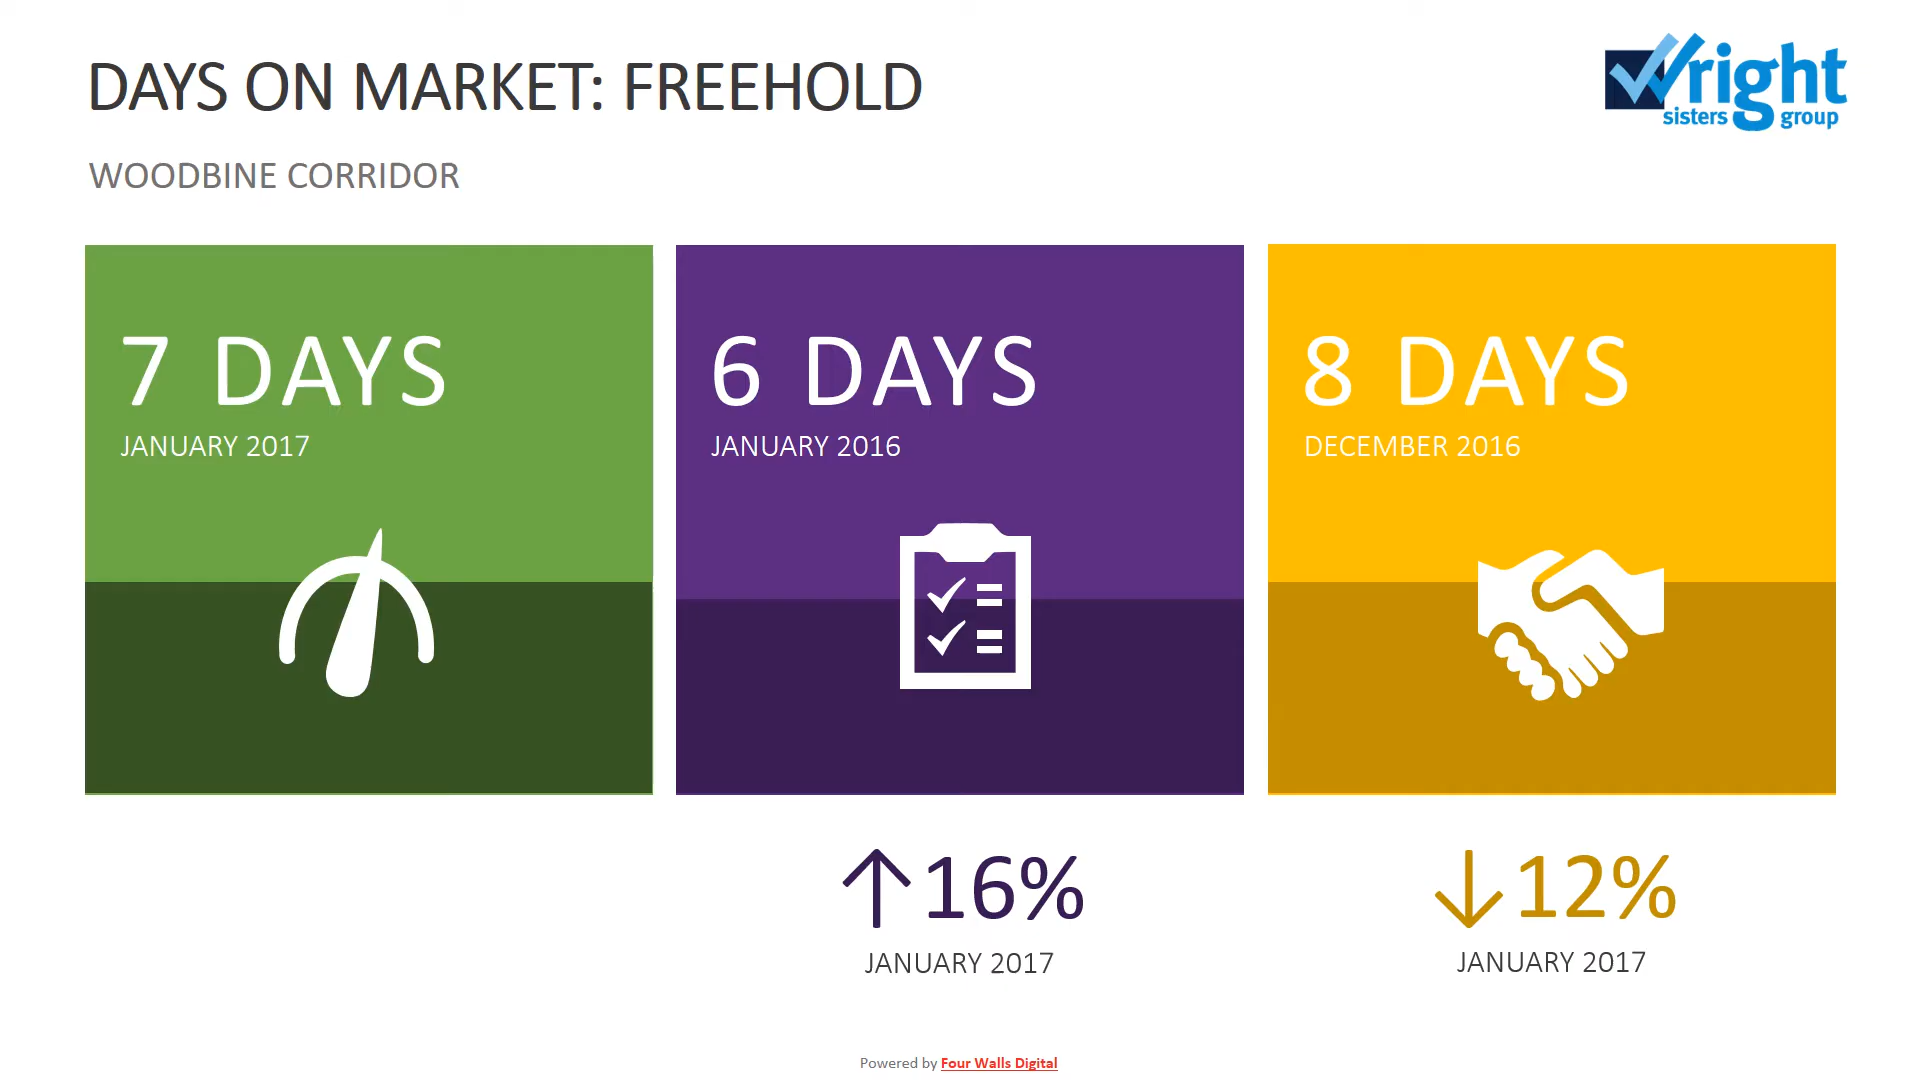 DAYS ON MARKET: FREEHOLD
Wright
sisters group
WOODBINE CORRIDOR
7 DAYS
JANUARY 2017
6 DAYS
JANUARY 2016
8 DAYS
DECEMBER 2016
↑16%
JANUARY 2017
↓12%
JANUARY 2017
Powered by Four Walls Digital